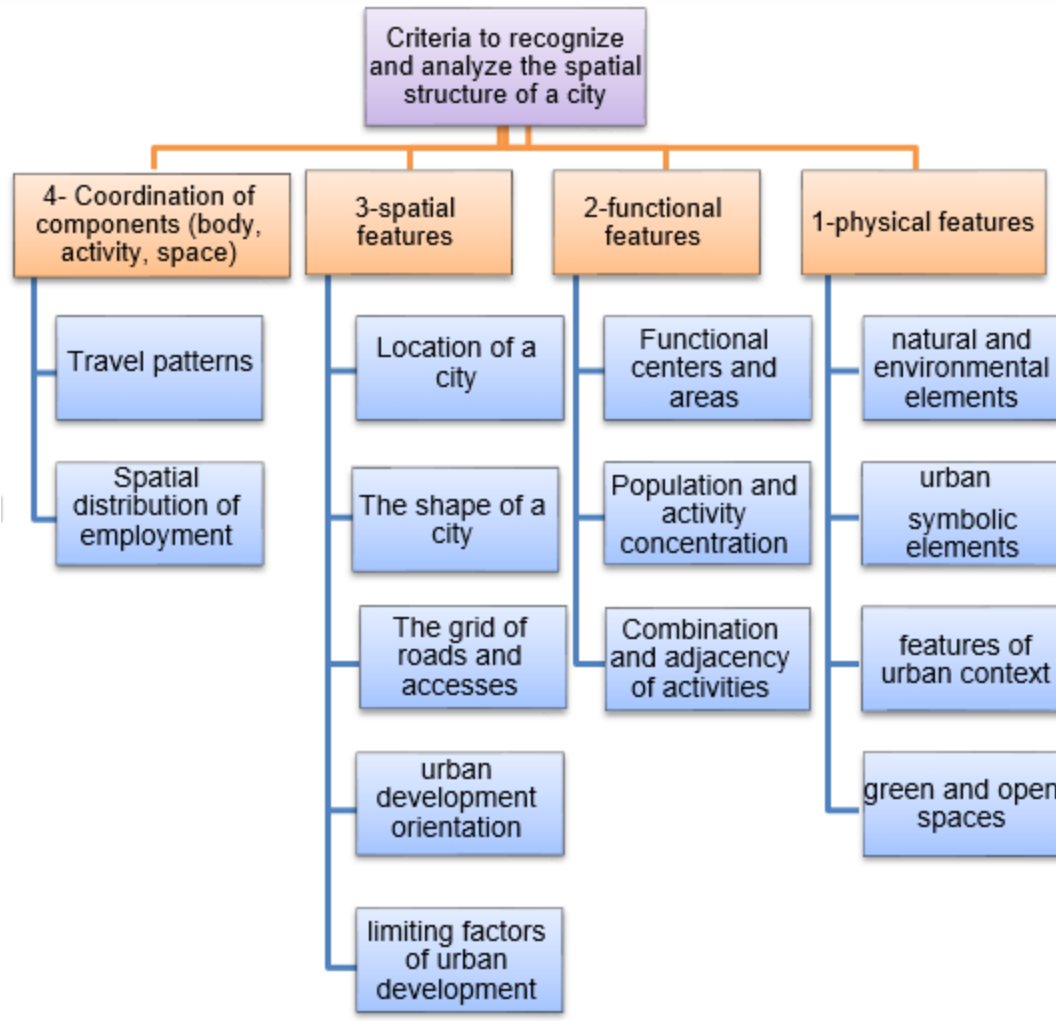 Criteria to recognize
and analyze the spatial
structure of a city
4- Coordination of
components (body,
activity, space)
Travel patterns
Spatial
distribution of
employment
3-spatial
features
Location of a
city
The shape of a
city
The grid of
roads and
accesses
urban
development
orientation
limiting factors
of urban
development
2-functional
features
Functional
centers and
areas
Population and
activity
concentration
Combination
and adjacency
of activities
1-physical features
natural and
environmental
elements
urban
symbolic
elements
features of
urban context
green and open
spaces